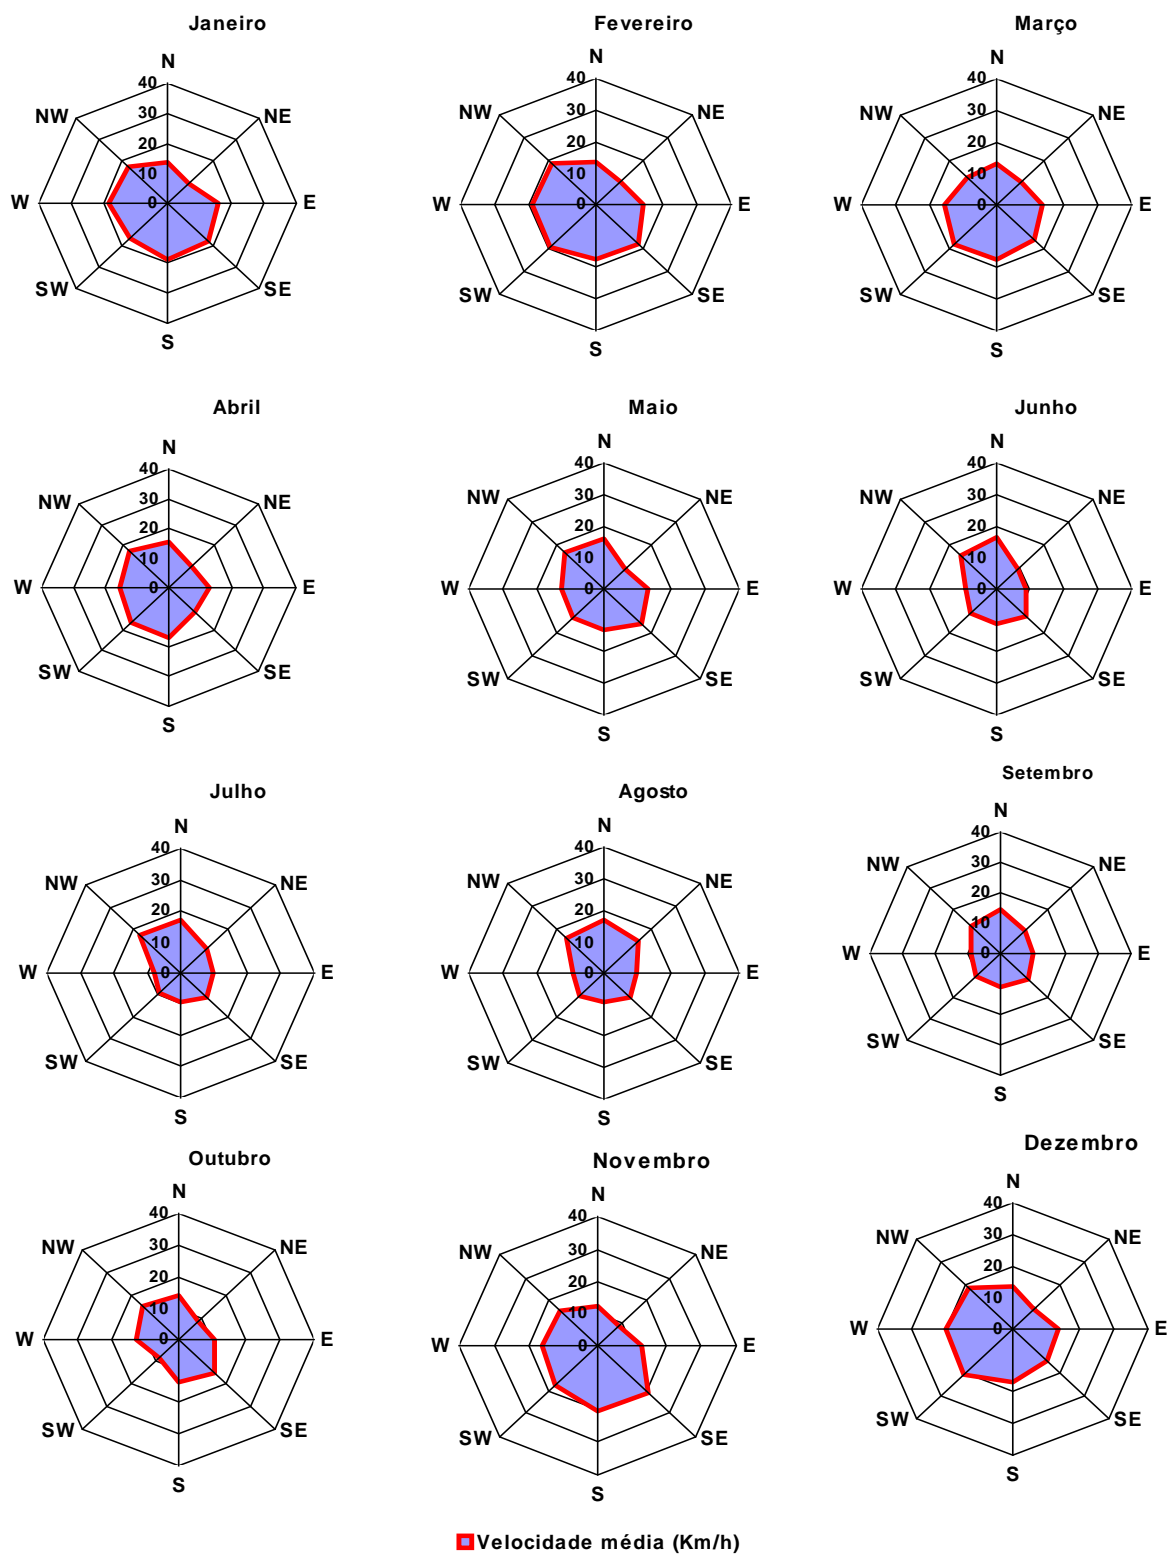 Janeiro
N
40
30
20
10
0
NW
NE
W
E
SW
SE
S
Fevereiro
N
40
30
20
10
0
NW
NE
W
E
SW
SE
S
Março
N
40
30
20
10
0
NW
NE
W
E
SW
SE
S
Abril
N
40
30
20
10
0
NW
NE
W
E
SW
SE
S
Maio
N
40
30
20
10
0
NW
NE
W
E
SW
SE
S
Junho
N
40
30
20
10
0
NW
NE
W
E
SW
SE
S
Julho
N
40
30
20
10
0
NW
NE
W
E
SW
SE
S
Agosto
N
40
30
20
10
0
NW
NE
W
E
SW
SE
S
Setembro
N
40
30
20
10
0
NW
NE
W
E
SW
SE
S
Outubro
N
40
30
20
10
0
NW
NE
W
E
SW
SE
S
Novembro
N
40
30
20
10
0
NW
NE
W
E
SW
SE
S
Dezembro
N
40
30
20
10
0
NW
NE
W
E
SW
SE
S
Velocidade média (Km/h)